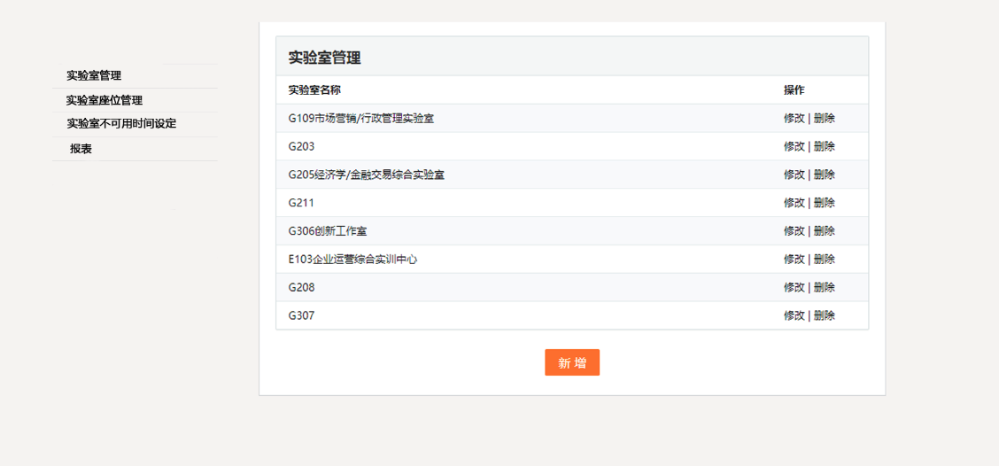 实验室管理
实验室座位管理
实验室不可用时间设定
报表
实验室管理
实验室名称 操作
G109市场营销/行政管理实验室 修改 | 删除
G203 修改 | 删除
G205经济学/金融交易综合实验室 修改 | 删除
G211 修改 | 删除
G306创新工作室 修改 | 删除
E103企业运营综合实训中心 修改 | 删除
G208 修改 | 删除
G307 修改 | 删除
新 增